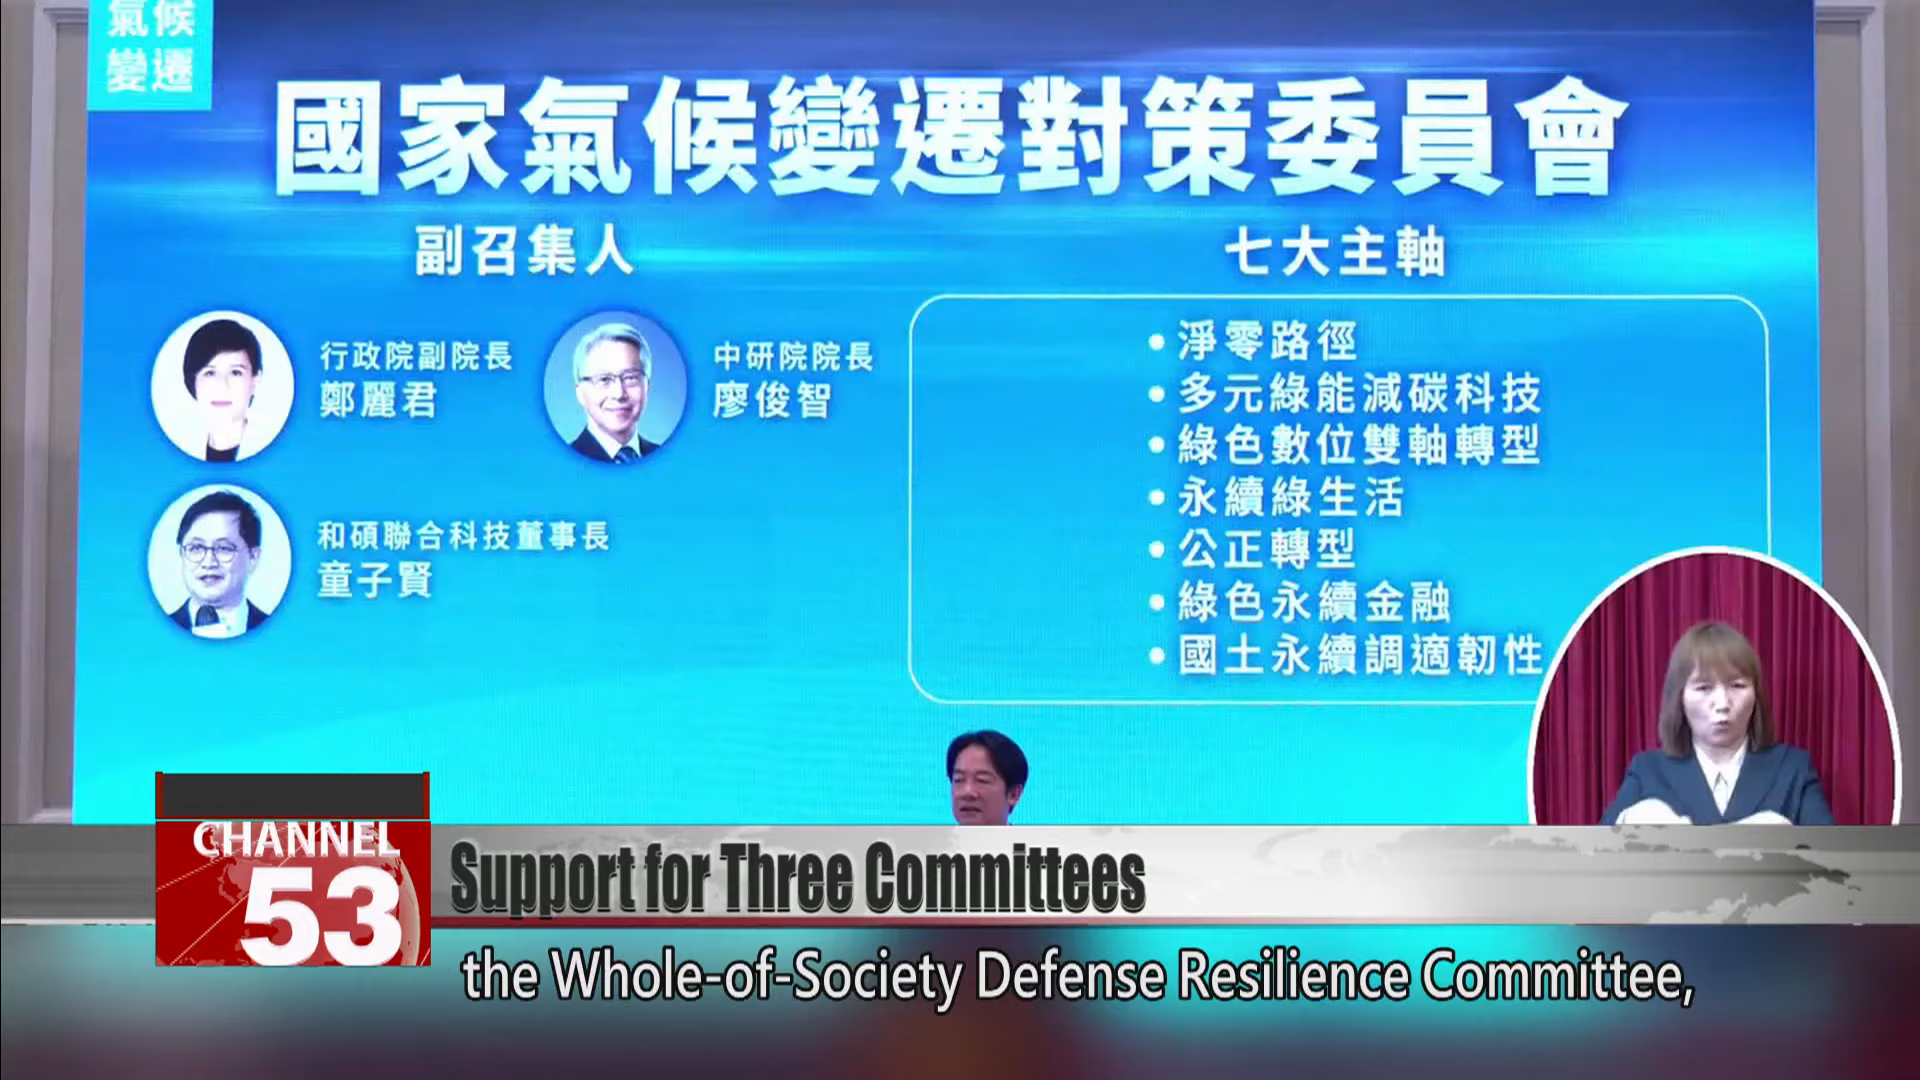 氣候
變遷
國家氣候變遷對策委員會
副召集人
行政院副院長
鄭麗君
中研院院長
廖俊智
和碩聯合科技董事長
童子賢
七大主軸
• 淨零路徑
• 多元綠能減碳科技
• 綠色數位雙軸轉型
• 永續綠生活
• 公正轉型
• 綠色永續金融
• 國土永續調適韌性
CHANNEL
53
Support for Three Committees
the Whole-of-Society Defense Resilience Committee,